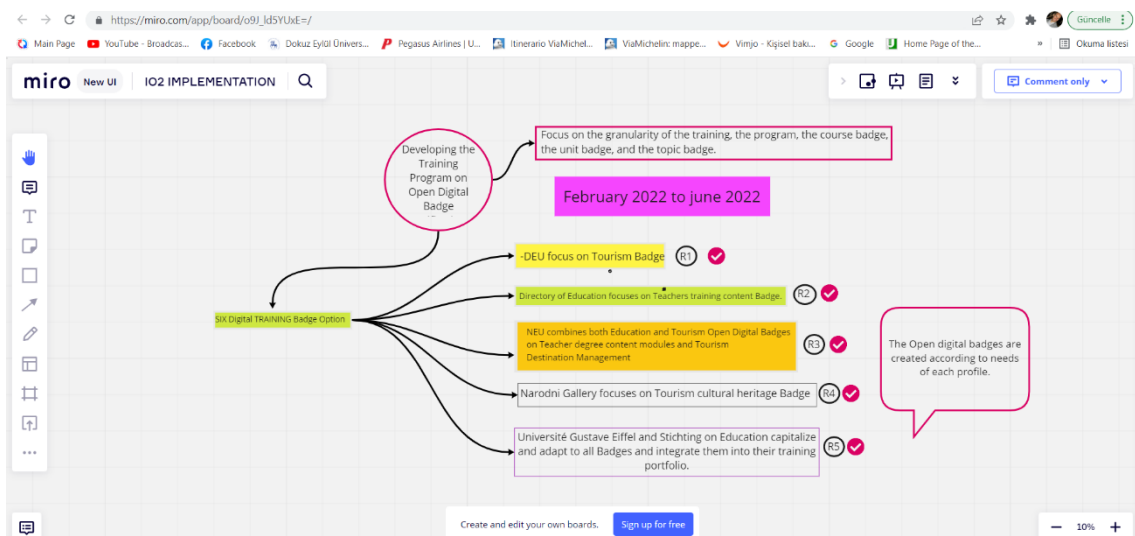 https://miro.com/app/board/o9J_ld5YUxE=/
Güncelle
Main Page
YouTube - Broadcas...
Facebook
Dokuz Eylül Ünivers...
Pegasus Airlines | U...
Itinerario ViaMichel...
ViaMichelin: mappe...
Vimjo - Kişisel bakı...
Google
Home Page of the...
»
Okuma listesi
miro
New UI
IO2 IMPLEMENTATION
Comment only
Developing the
Training
Program on
Open Digital
Badge
Focus on the granularity of the training, the program, the course badge,
the unit badge, and the topic badge.
February 2022 to june 2022
-DEU focus on Tourism Badge
R1
Directory of Education focuses on Teachers training content Badge.
R2
SIX Digital TRAINING Badge Option
NEU combines both Education and Tourism Open Digital Badges
on Teacher degree content modules and Tourism
Destination Management
R3
The Open digital badges are
created according to needs
of each profile.
Narodni Gallery focuses on Tourism cultural heritage Badge
R4
Université Gustave Eiffel and Stichting on Education capitalize
and adapt to all Badges and integrate them into their training
portfolio.
R5
Create and edit your own boards.
Sign up for free
10%